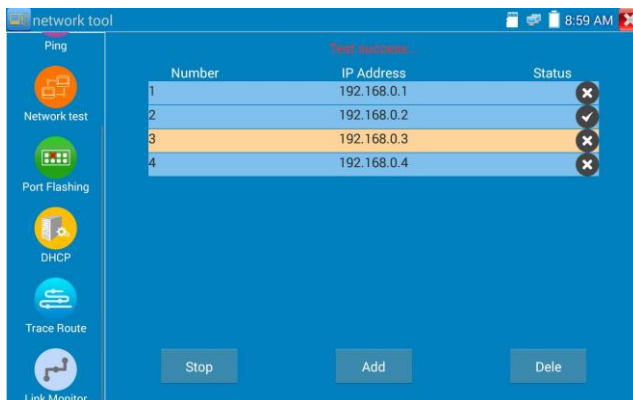 network tool
8:59 AM
Ping
Network test
Port Flashing
DHCP
Trace Route
Link Monitor
Test success...
Number IP Address Status
1 192.168.0.1
2 192.168.0.2
3 192.168.0.3
4 192.168.0.4
Stop Add Dele